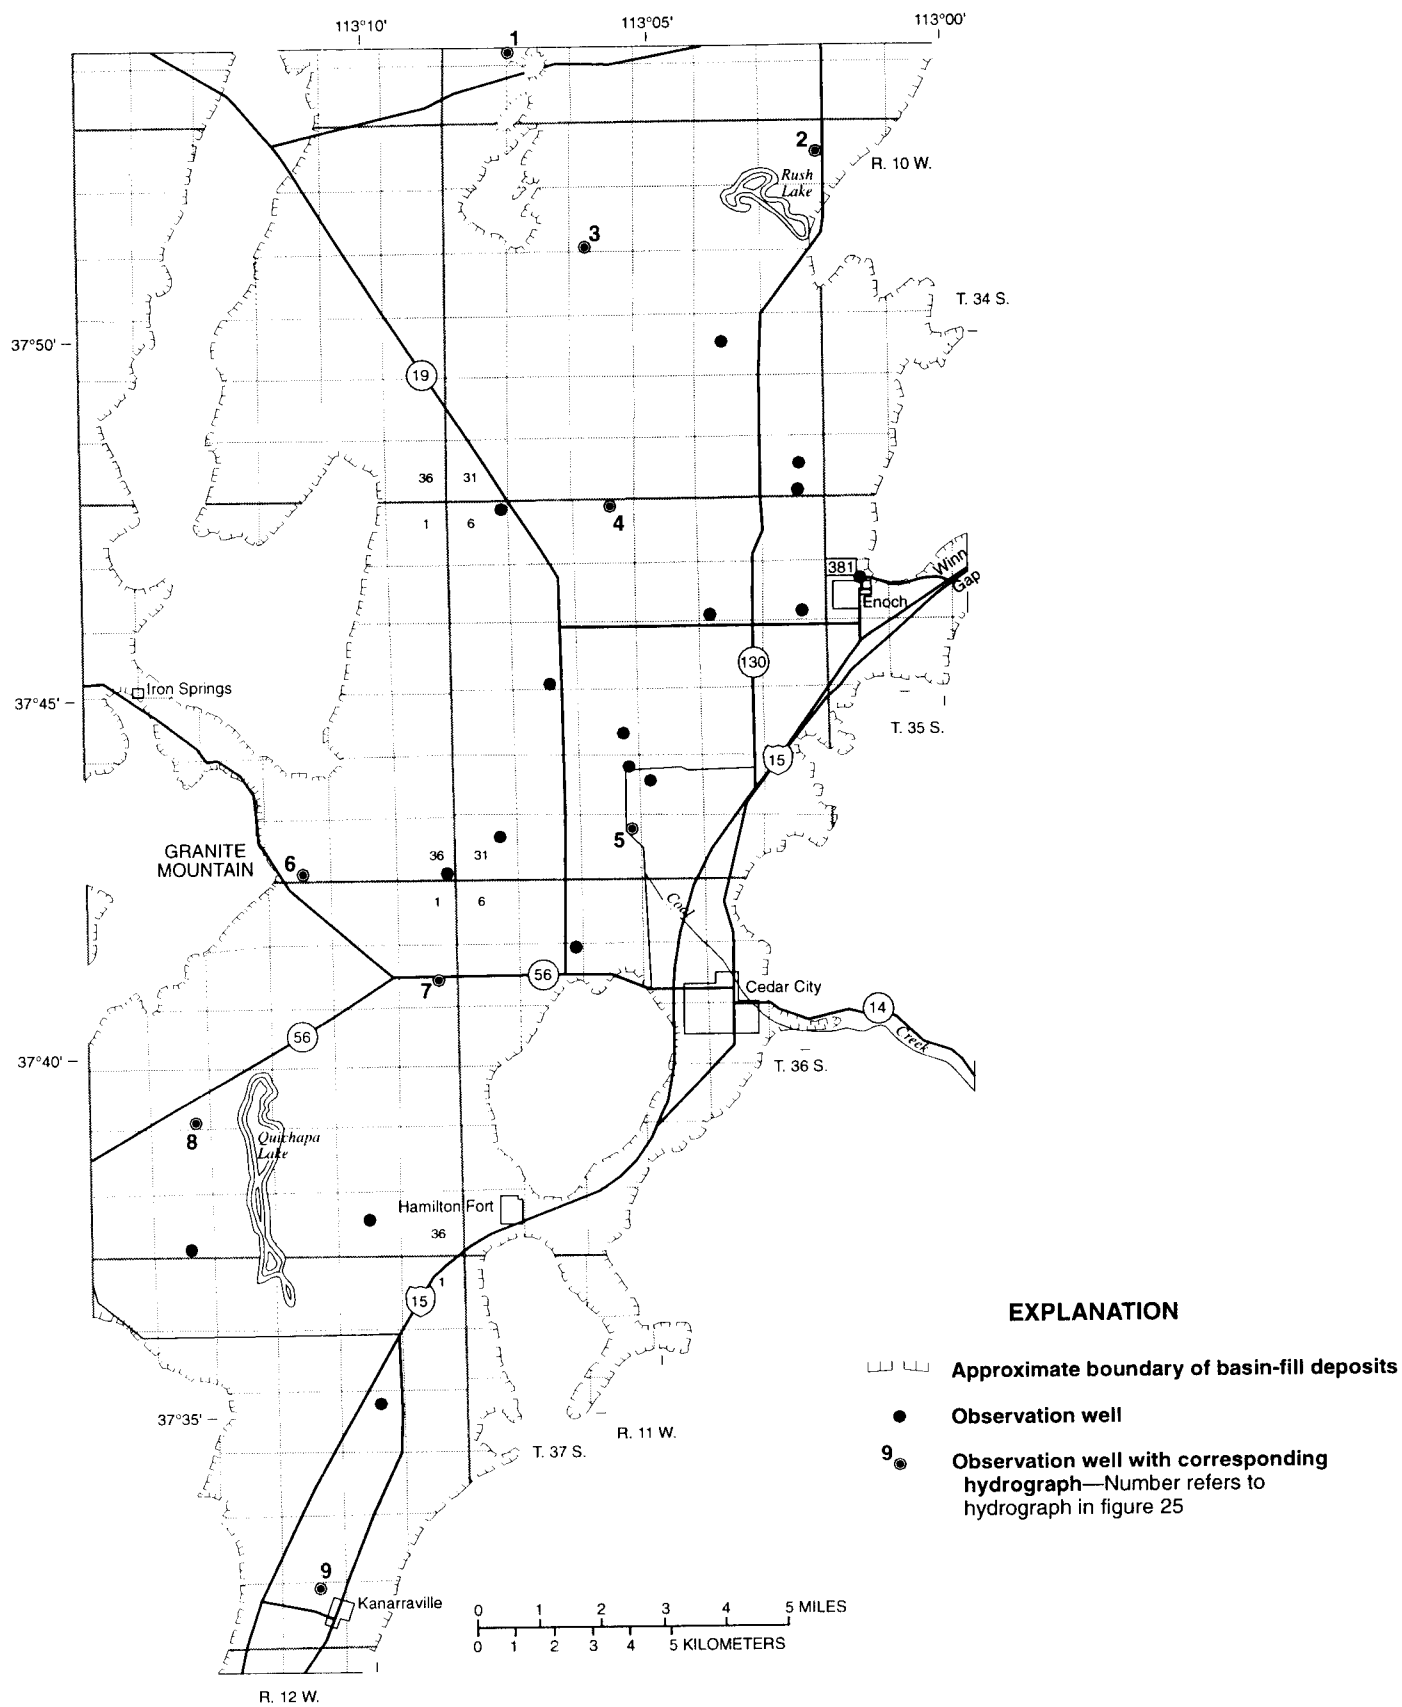 113°10'
113°05'
113°00'
1
2
R. 10 W.
Rush
Lake
3
T. 34 S.
37°50'
19
36 31
1 6
4
381
Winn
Gap
Enoch
130
Iron Springs
37°45'
T. 35 S.
15
5
GRANITE
MOUNTAIN
6
36 31
1 6
Coal
7
56
Cedar City
14
56
Creek
37°40'
T. 36 S.
8
Quichapa
Lake
Hamilton Fort
36
1
15
EXPLANATION
Approximate boundary of basin-fill deposits
37°35'
Observation well
R. 11 W.
T. 37 S.
9
Observation well with corresponding
hydrograph—Number refers to
hydrograph in figure 25
9
Kanarraville
0 1 2 3 4 5 MILES
0 1 2 3 4 5 KILOMETERS
R. 12 W.